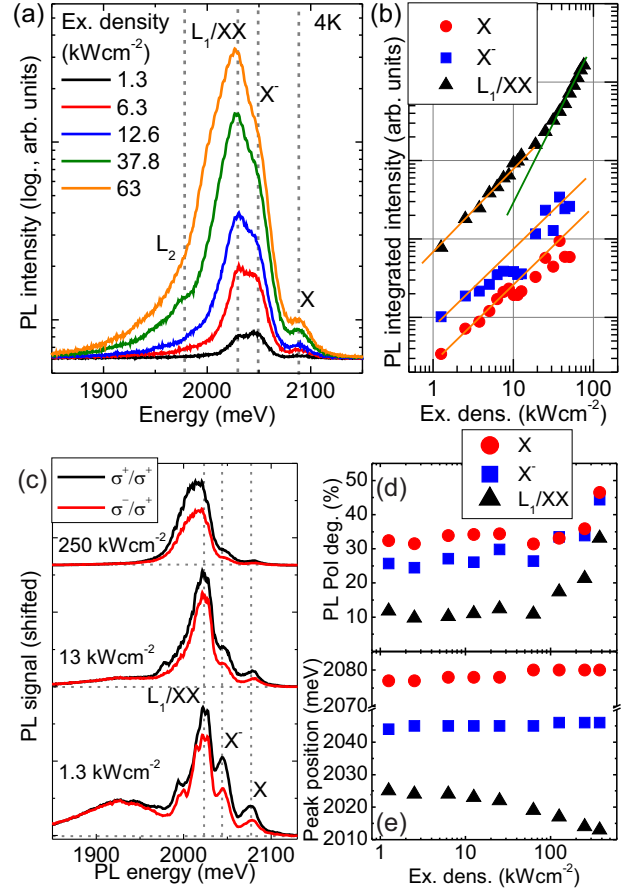 (a)
Ex. density
(kWcm⁻²)
1.3
6.3
12.6
37.8
63
L₁/XX
4K
X⁻
L₂
X
PL intensity (log., arb. units)
1900 2000 2100
Energy (meV)
(b)
X
X⁻
L₁/XX
PL integrated intensity (arb. units)
1 10 100
Ex. dens. (kWcm⁻²)
(c)
σ⁺/σ⁺
σ⁻/σ⁺
250 kWcm⁻²
13 kWcm⁻²
L₁/XX
X⁻
1.3 kWcm⁻²
X
PL signal (shifted)
1900 2000 2100
PL energy (meV)
X
X⁻
L₁/XX
(d)
PL Pol deg. (%)
50
40
30
20
10
2080
2070
2045
2020
2010
Peak position (meV)
(e)
1 10 100
Ex. dens. (kWcm⁻²)